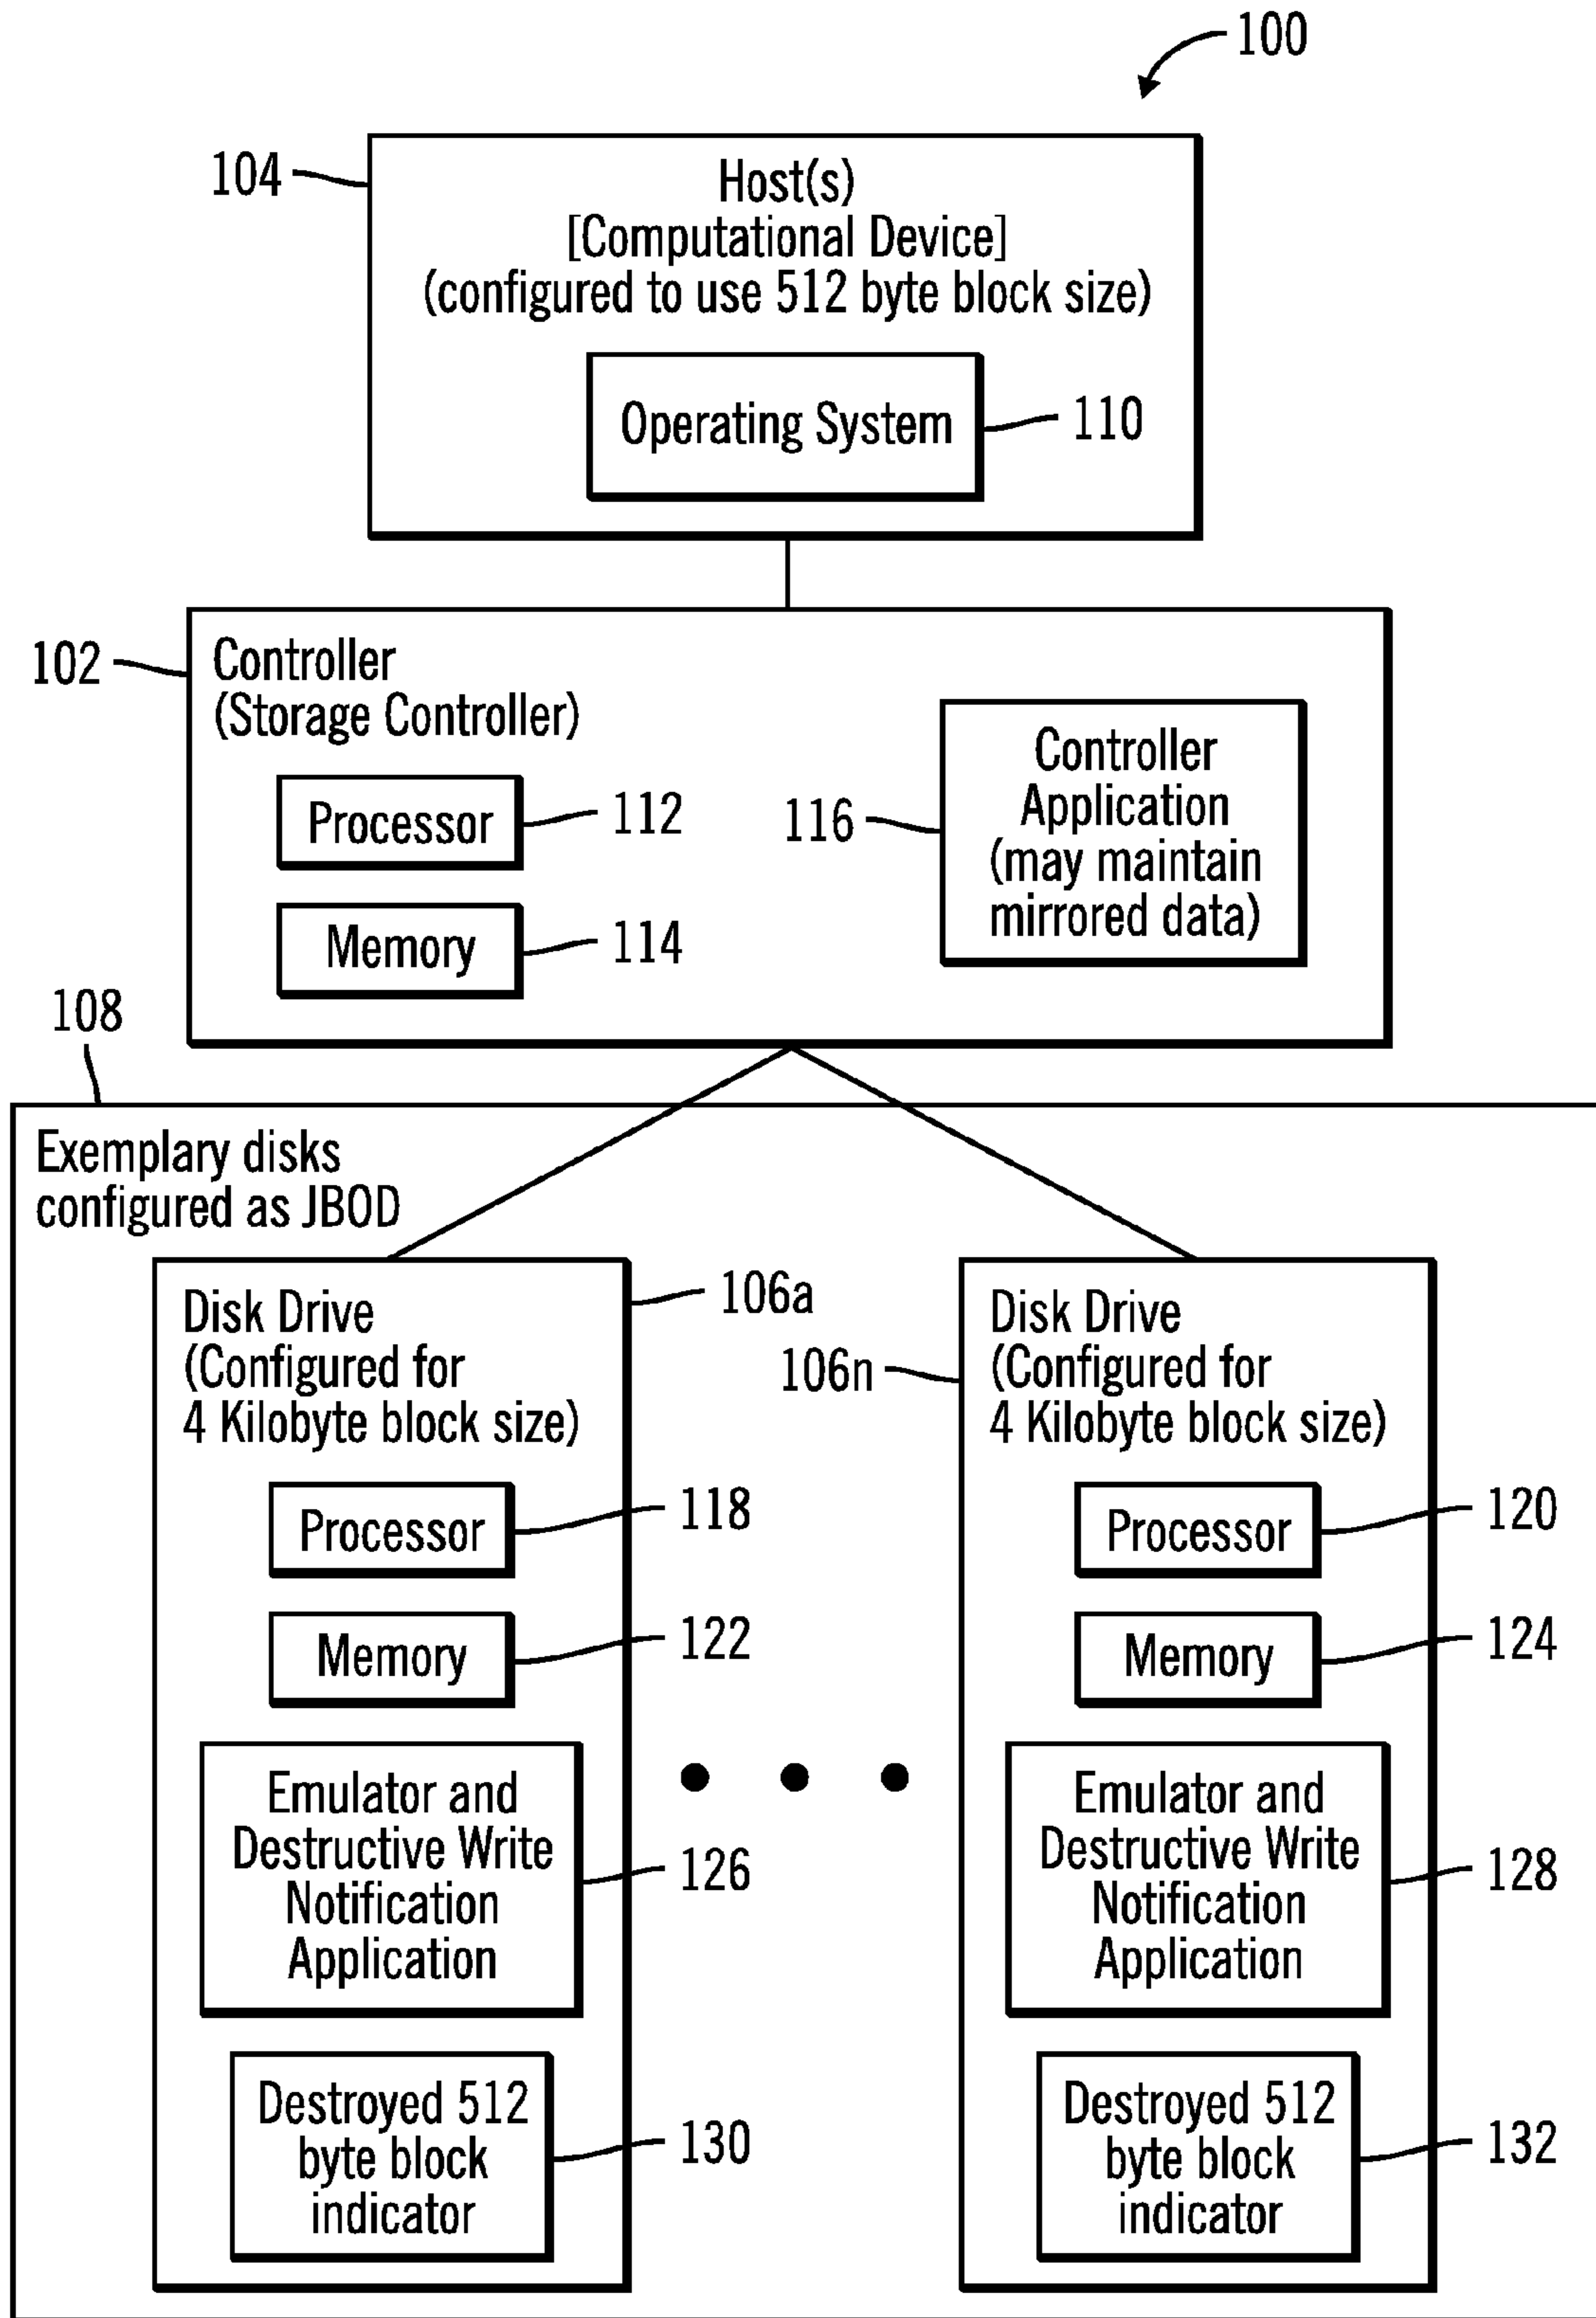 100
104
Host(s)
[Computational Device]
(configured to use 512 byte block size)
Operating System
110
102
Controller
(Storage Controller)
Processor
112
Memory
114
116
Controller
Application
(may maintain
mirrored data)
108
Exemplary disks
configured as JBOD
106a
Disk Drive
(Configured for
4 Kilobyte block size)
Processor
118
Memory
122
Emulator and
Destructive Write
Notification
Application
126
Destroyed 512
byte block
indicator
130
106n
Disk Drive
(Configured for
4 Kilobyte block size)
Processor
120
Memory
124
Emulator and
Destructive Write
Notification
Application
128
Destroyed 512
byte block
indicator
132